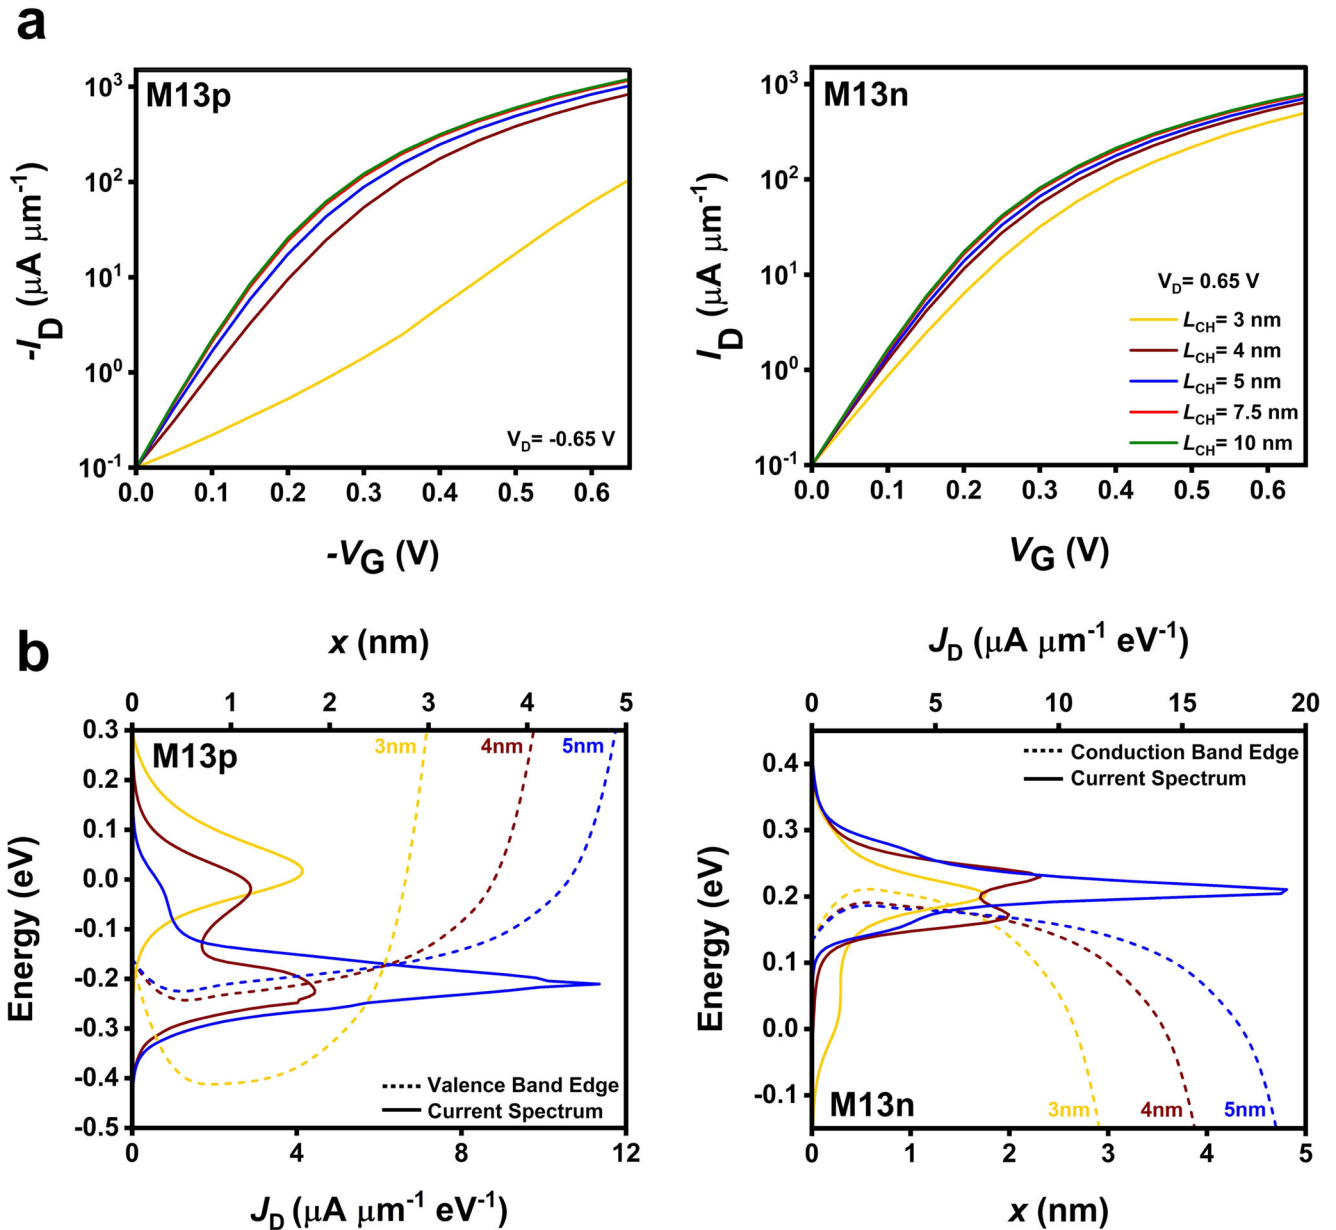 a
M13p
-I_D (μA μm⁻¹)
10³
10²
10¹
10⁰
10⁻¹
V_D= -0.65 V
0.0 0.1 0.2 0.3 0.4 0.5 0.6
-V_G (V)
M13n
I_D (μA μm⁻¹)
10³
10²
10¹
10⁰
10⁻¹
V_D= 0.65 V
L_CH= 3 nm
L_CH= 4 nm
L_CH= 5 nm
L_CH= 7.5 nm
L_CH= 10 nm
0.0 0.1 0.2 0.3 0.4 0.5 0.6
V_G (V)
b
x (nm)
0 1 2 3 4 5
M13p
3nm 4nm 5nm
Energy (eV)
0.3
0.2
0.1
0.0
-0.1
-0.2
-0.3
-0.4
-0.5
Valence Band Edge
Current Spectrum
0 4 8 12
J_D (μA μm⁻¹ eV⁻¹)
J_D (μA μm⁻¹ eV⁻¹)
0 5 10 15 20
Conduction Band Edge
Current Spectrum
Energy (eV)
0.4
0.3
0.2
0.1
0.0
-0.1
M13n
3nm 4nm 5nm
0 1 2 3 4 5
x (nm)